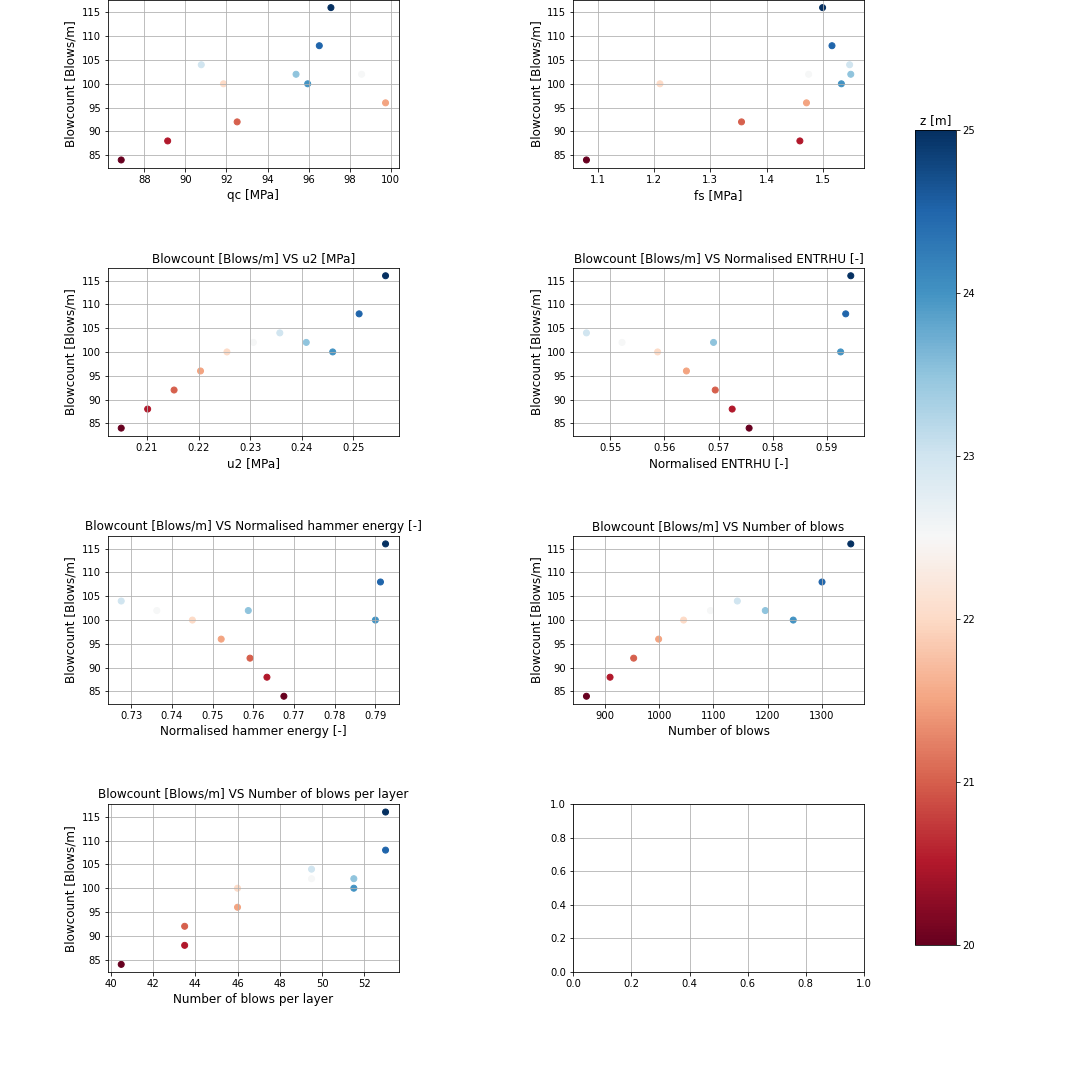 115
110
105
100
95
90
85
Blowcount [Blows/m]
88 90 92 94 96 98 100
qc [MPa]
115
110
105
100
95
90
85
Blowcount [Blows/m]
1.1 1.2 1.3 1.4 1.5
fs [MPa]
z [m]
25
24
23
22
21
20
Blowcount [Blows/m] VS u2 [MPa]
115
110
105
100
95
90
85
Blowcount [Blows/m]
0.21 0.22 0.23 0.24 0.25
u2 [MPa]
Blowcount [Blows/m] VS Normalised ENTRHU [-]
115
110
105
100
95
90
85
Blowcount [Blows/m]
0.55 0.56 0.57 0.58 0.59
Normalised ENTRHU [-]
Blowcount [Blows/m] VS Normalised hammer energy [-]
115
110
105
100
95
90
85
Blowcount [Blows/m]
0.73 0.74 0.75 0.76 0.77 0.78 0.79
Normalised hammer energy [-]
Blowcount [Blows/m] VS Number of blows
115
110
105
100
95
90
85
Blowcount [Blows/m]
900 1000 1100 1200 1300
Number of blows
Blowcount [Blows/m] VS Number of blows per layer
115
110
105
100
95
90
85
Blowcount [Blows/m]
40 42 44 46 48 50 52
Number of blows per layer
1.0
0.8
0.6
0.4
0.2
0.0
0.0 0.2 0.4 0.6 0.8 1.0